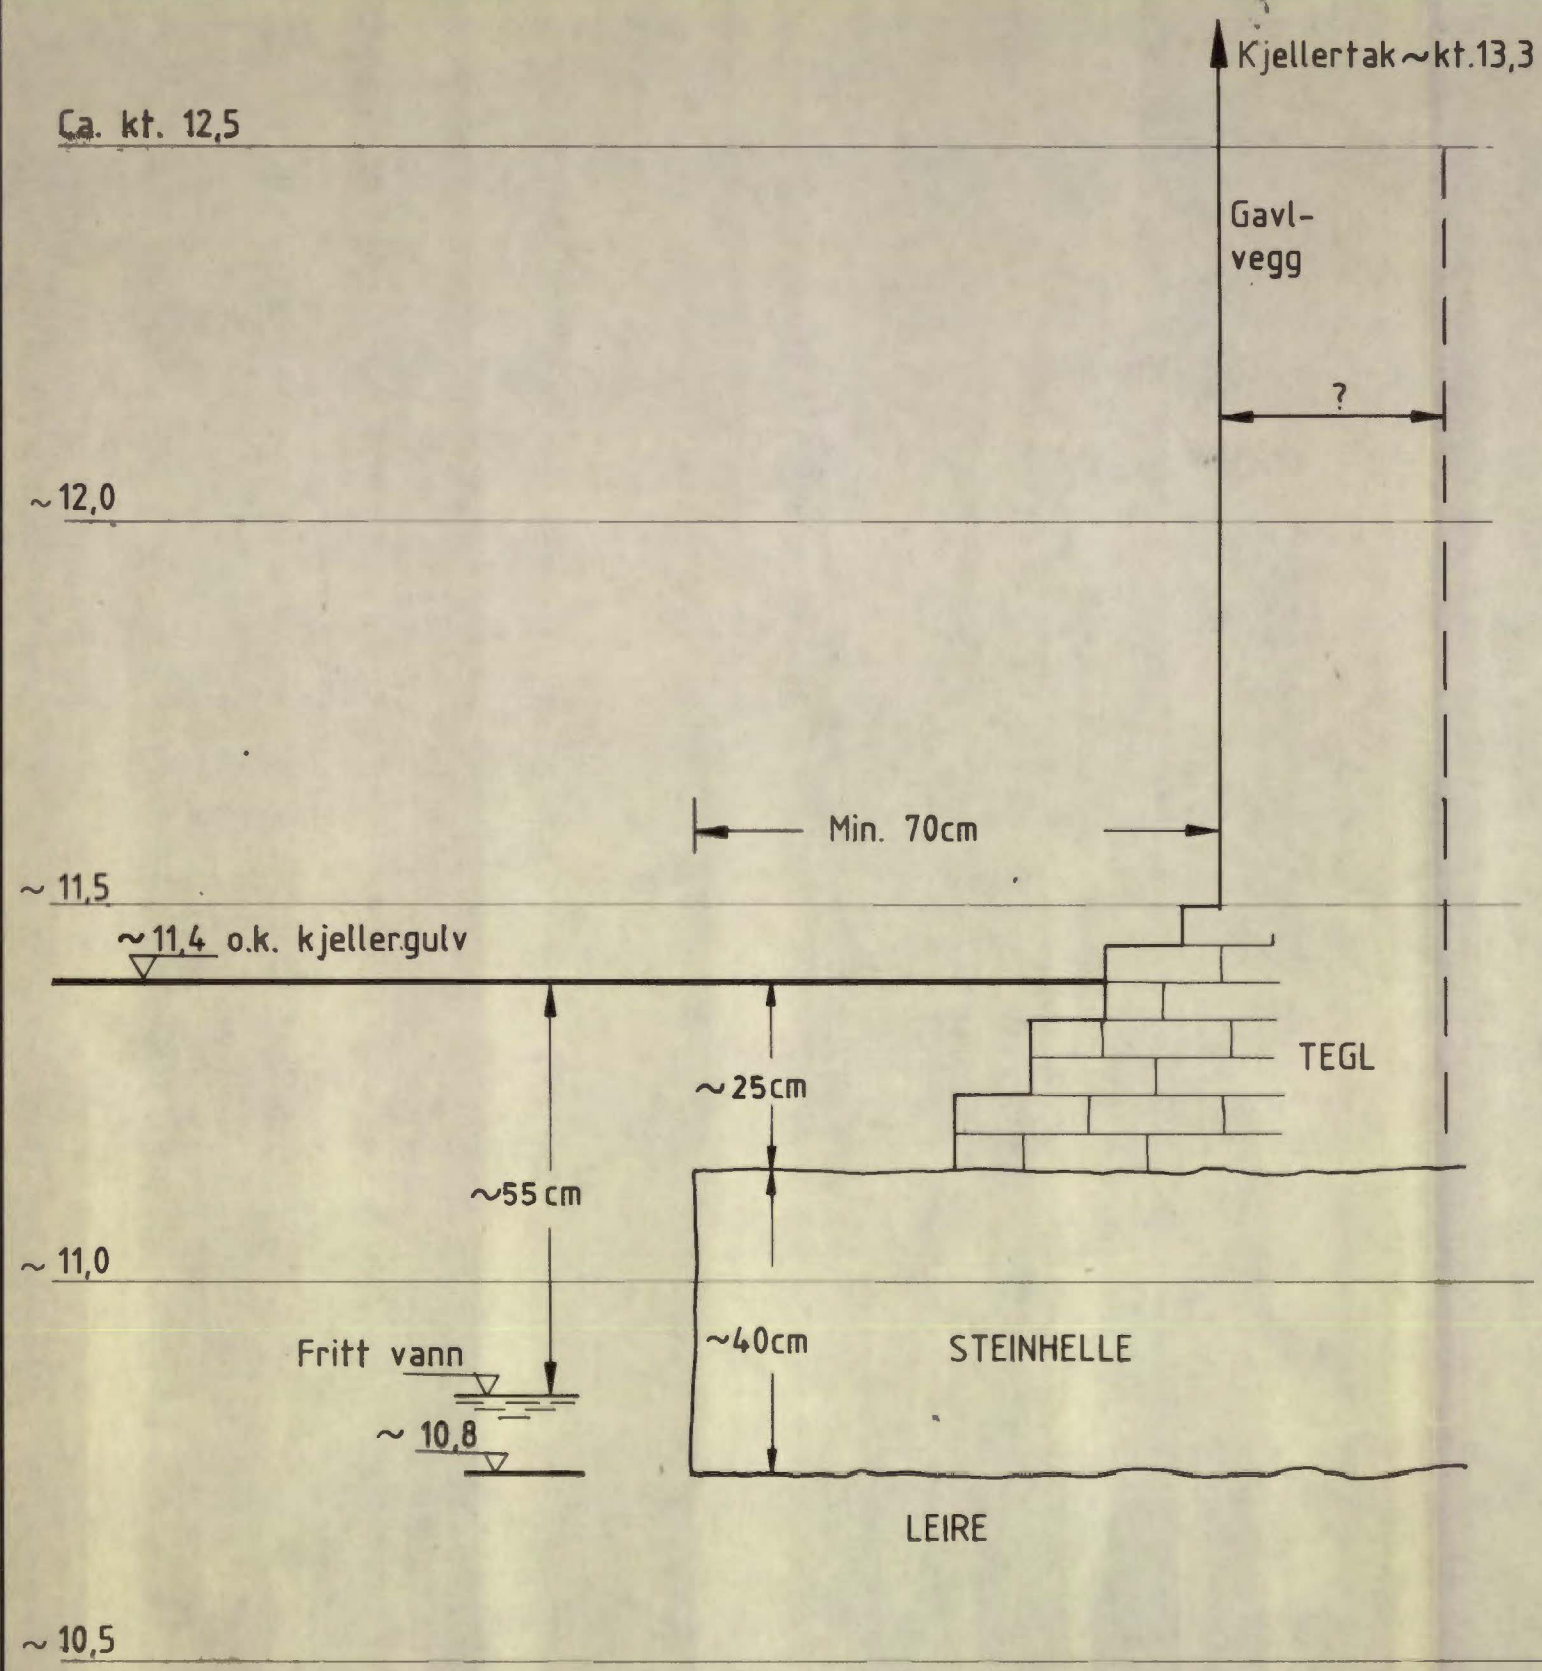 Kjellertak ~kt.13,3
Ca. kt. 12,5
Gavl-
vegg
?
~ 12,0
Min. 70cm
~ 11,5
~ 11,4 o.k. kjellergulv
TEGL
~ 25cm
~55 cm
~ 11,0
~40cm
STEINHELLE
Fritt vann
~ 10,8
LEIRE
~ 10,5